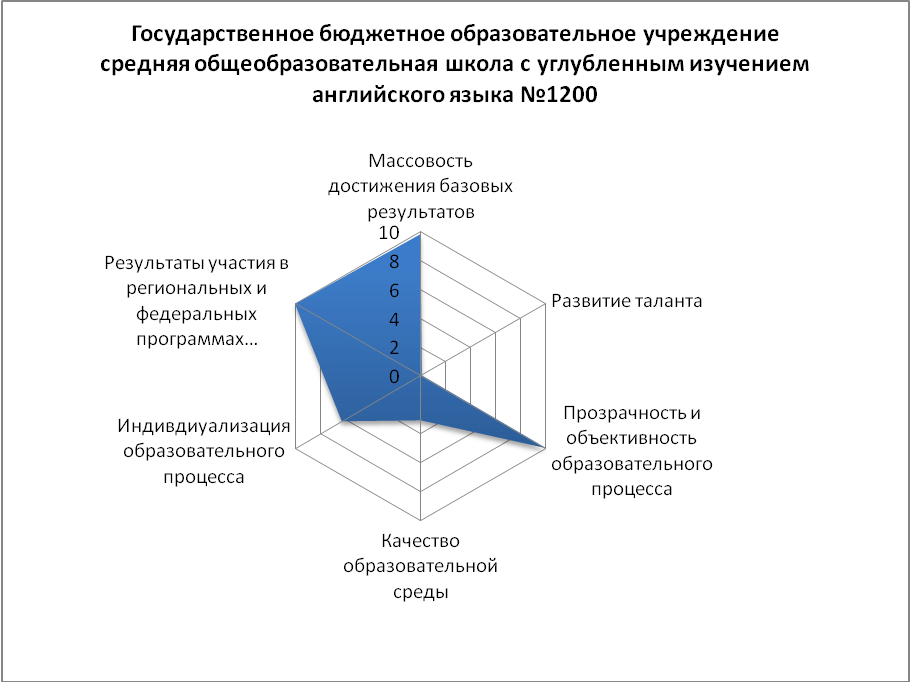 Государственное бюджетное образовательное учреждение
средняя общеобразовательная школа с углубленным изучением
английского языка №1200
Массовость
достижения базовых
результатов
10
8
6
4
2
0
Развитие таланта
Прозрачность и
объективность
образовательного
процесса
Качество
образовательной
среды
Индивдиуализация
образовательного
процесса
Результаты участия в
региональных и
федеральных
программах...